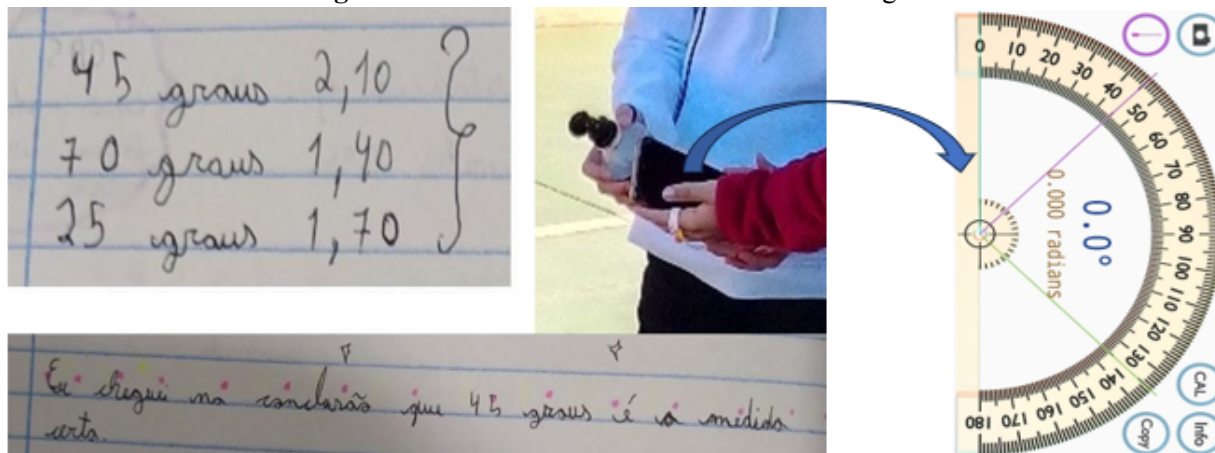 45 graus 2,10
70 graus 1,40
25 graus 1,70
Eu cheguei na conclusão que 45 graus é a medida
certa.
0 10 20 30 40 50 60 70 80 90 100 110 120 130 140 150 160 170 180
0.0°
0.000 radians
CAL
Info
Copy